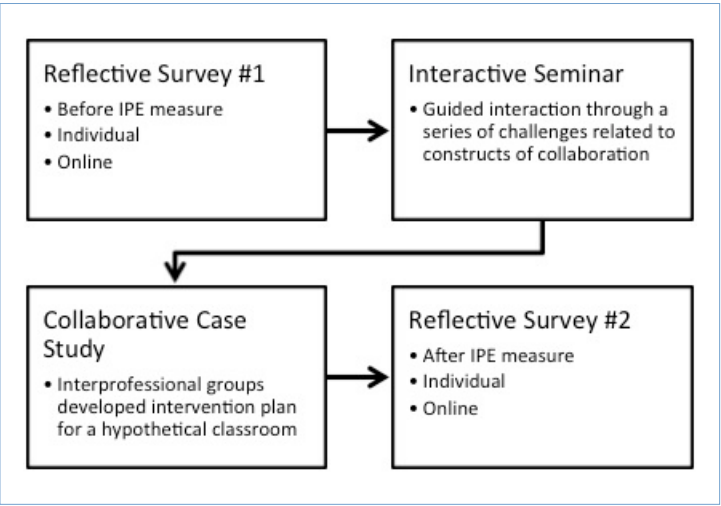 Reflective Survey #1
• Before IPE measure
• Individual
• Online
Interactive Seminar
• Guided interaction through a
series of challenges related to
constructs of collaboration
Collaborative Case
Study
• Interprofessional groups
developed intervention plan
for a hypothetical classroom
Reflective Survey #2
• After IPE measure
• Individual
• Online